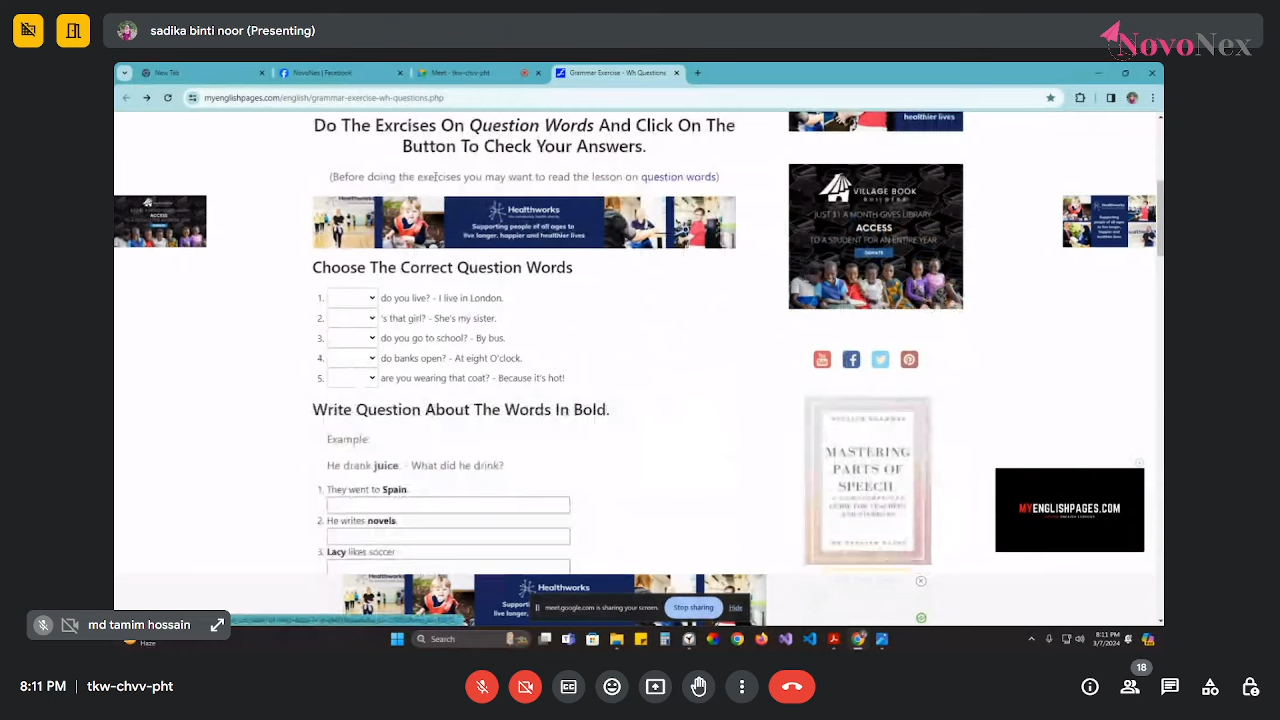 sadika binti noor (Presenting)
NovoNex
New Tab
NovoNex | Facebook
Meet - tkw-chvv-pht
Grammar Exercise - Wh Questions
myenglishpages.com/english/grammar-exercise-wh-questions.php
Do The Exrcises On Question Words And Click On The
Button To Check Your Answers.
(Before doing the exercises you may want to read the lesson on question words)
healthier lives
Healthworks
Supporting people of all ages to
live longer, happier and healthier lives
VILLAGE BOOK
BUILDERS
JUST $1 A MONTH GIVES LIBRARY
ACCESS
TO A STUDENT FOR AN ENTIRE YEAR
DONATE
ACCESS
Choose The Correct Question Words
1. do you live? - I live in London.
2. 's that girl? - She's my sister.
3. do you go to school? - By bus.
4. do banks open? - At eight O'clock.
5. are you wearing that coat? - Because it's hot!
Write Question About The Words In Bold.
Example:
He drank juice. - What did he drink?
1. They went to Spain.
2. He writes novels.
3. Lacy likes soccer
MASTERING
PARTS OF
SPEECH
MYENGLISHPAGES.COM
Healthworks
meet.google.com is sharing your screen.
Stop sharing
Hide
md tamim hossain
Haze
Search
8:11 PM
3/7/2024
8:11 PM | tkw-chvv-pht
18